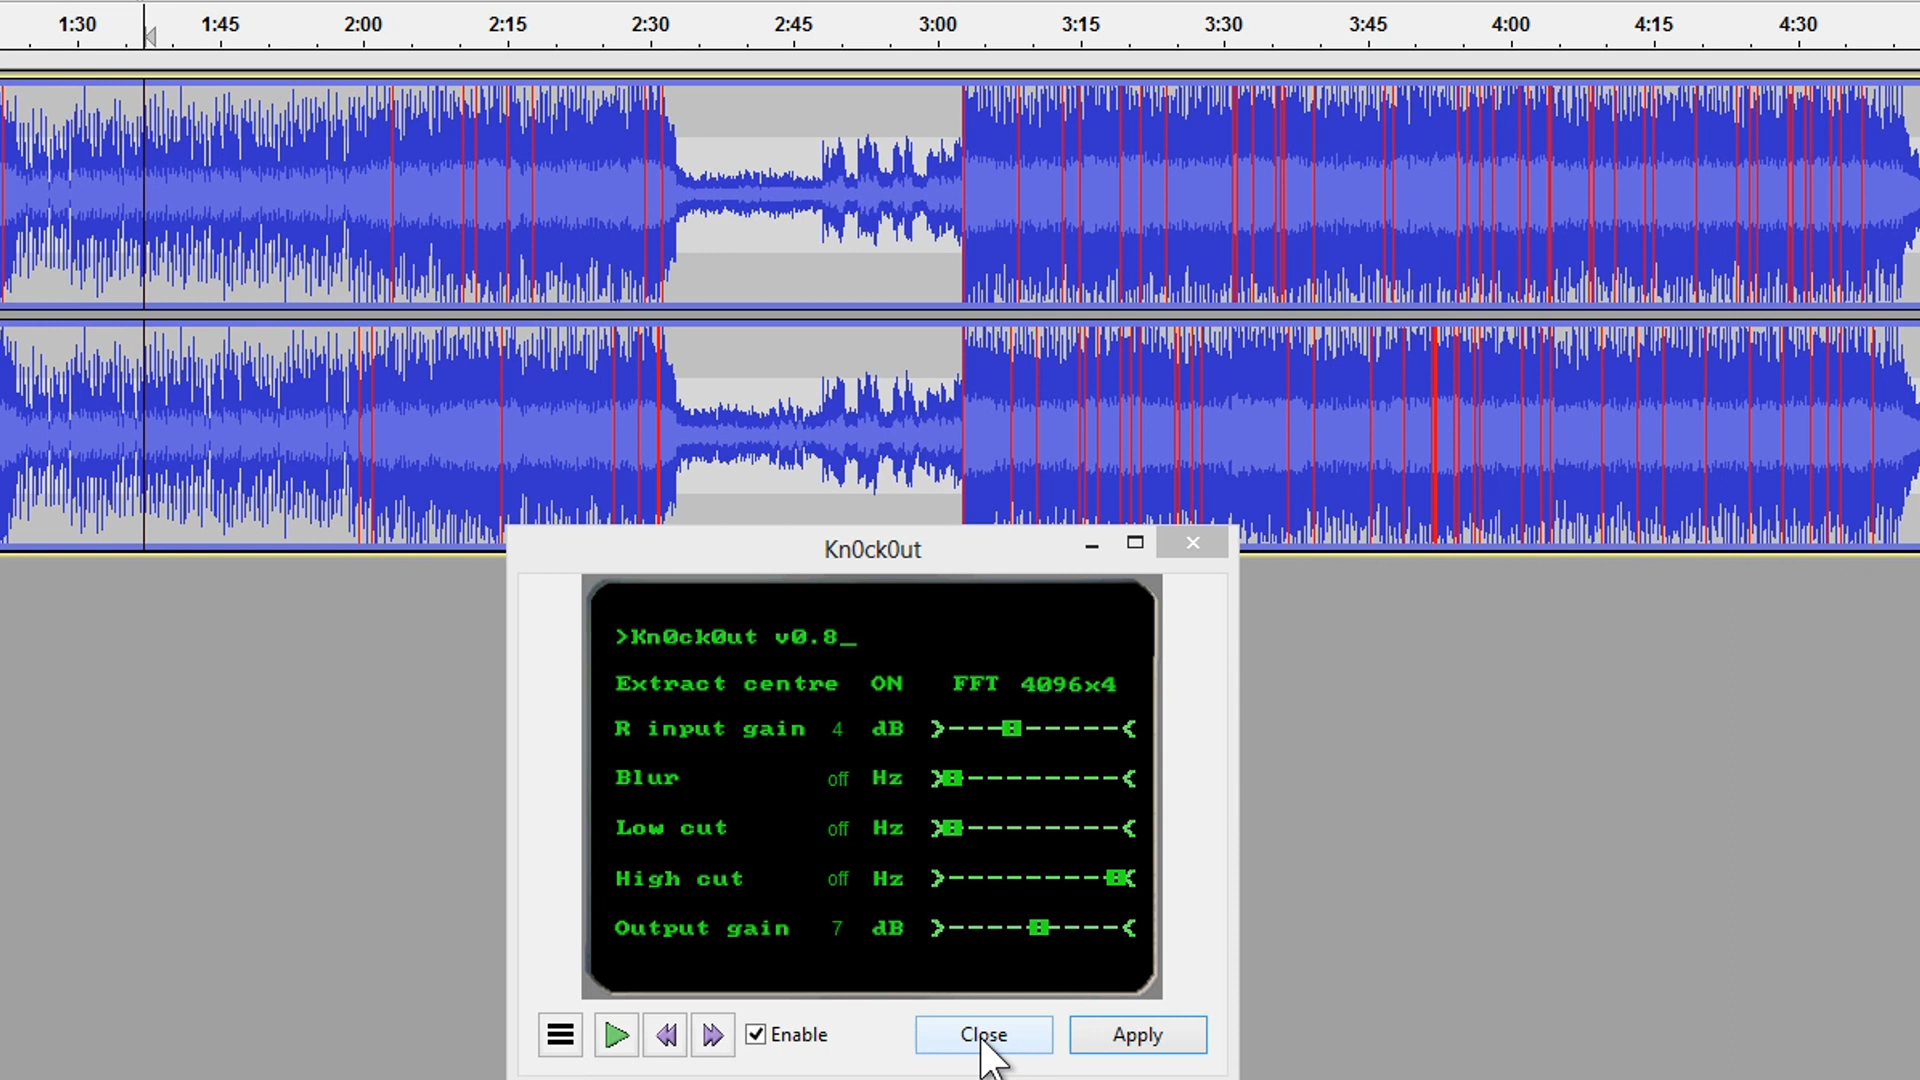 1:30 1:45 2:00 2:15 2:30 2:45 3:00 3:15 3:30 3:45 4:00 4:15 4:30
Kn0ck0ut
>Kn0ck0ut v0.8_
Extract centre ON FFT 4096x4
R input gain 4 dB
Blur off Hz
Low cut off Hz
High cut off Hz
Output gain 7 dB
Enable Close Apply